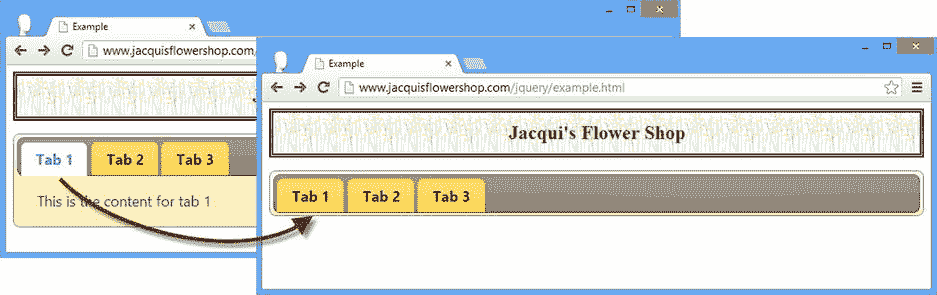 Example
www.jacquisflowershop.com
Tab 1 Tab 2 Tab 3
This is the content for tab 1
Example
www.jacquisflowershop.com/jquery/example.html
Jacqui's Flower Shop
Tab 1 Tab 2 Tab 3